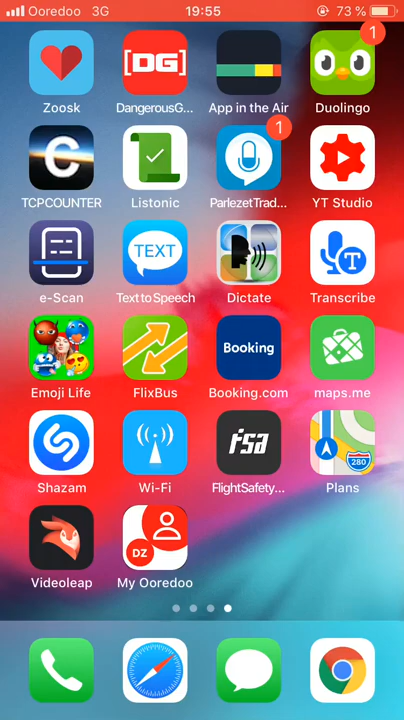 Ooredoo 3G 19:55 73 %
1
[DG]
Zoosk DangerousG... App in the Air Duolingo
1
C
TCPCOUNTER Listonic ParlezetTrad... YT Studio
TEXT T
e-Scan Text to Speech Dictate Transcribe
Booking
Emoji Life FlixBus Booking.com maps.me
fsa 280
Shazam Wi-Fi FlightSafety... Plans
DZ
Videoleap My Ooredoo